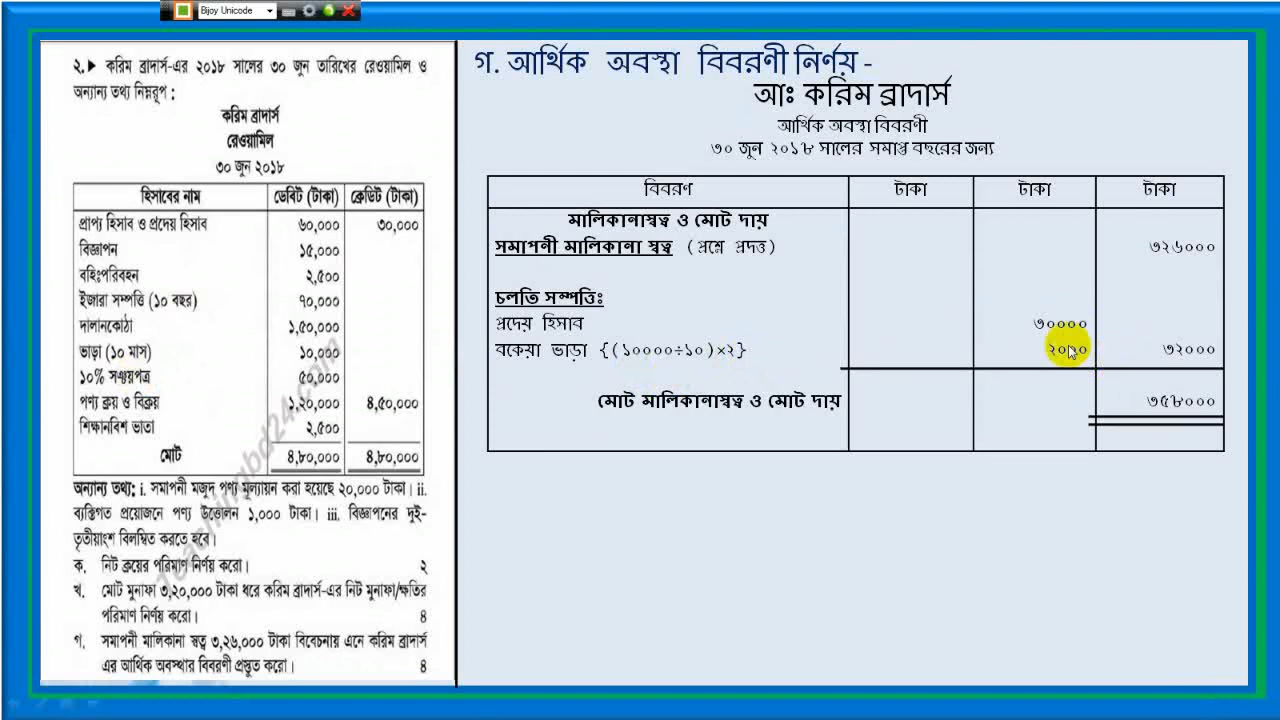 Bijoy Unicode
২.▶ করিম ব্রাদার্স-এর ২০১৮ সালের ৩০ জুন তারিখের রেওয়ামিল ও
অন্যান্য তথ্য নিম্নরূপ :
করিম ব্রাদার্স
রেওয়ামিল
৩০ জুন ২০১৮
হিসাবের নাম ডেবিট (টাকা) ক্রেডিট (টাকা)
প্রাপ্য হিসাব ও প্রদেয় হিসাব ৬০,০০০ ৩০,০০০
বিজ্ঞাপন ১৫,০০০
বহিঃপরিবহন ২,৫০০
ইজারা সম্পত্তি (১০ বছর) ৭০,০০০
দালানকোঠা ১,৫০,০০০
ভাড়া (১০ মাস) ১০,০০০
১০% সঞ্চয়পত্র ৫০,০০০
পণ্য ক্রয় ও বিক্রয় ১,২০,০০০ ৪,৫০,০০০
শিক্ষানবিশ ভাতা ২,৫০০
মোট ৪,৮০,০০০ ৪,৮০,০০০
অন্যান্য তথ্য: i. সমাপনী মজুদ পণ্য মূল্যায়ন করা হয়েছে ২০,০০০ টাকা। ii.
ব্যক্তিগত প্রয়োজনে পণ্য উত্তোলন ১,০০০ টাকা। iii. বিজ্ঞাপনের দুই-
তৃতীয়াংশ বিলম্বিত করতে হবে।
ক. নিট ক্রয়ের পরিমাণ নির্ণয় করো। ২
খ. মোট মুনাফা ৩,২০,০০০ টাকা ধরে করিম ব্রাদার্স-এর নিট মুনাফা/ক্ষতির
পরিমাণ নির্ণয় করো। ৪
গ. সমাপনী মালিকানা স্বত্ব ৩,২৬,০০০ টাকা বিবেচনায় এনে করিম ব্রাদার্স
এর আর্থিক অবস্থার বিবরণী প্রস্তুত করো। ৪
Teachingbd24.com
গ. আর্থিক অবস্থা বিবরণী নির্ণয় -
আঃ করিম ব্রাদার্স
আর্থিক অবস্থা বিবরণী
৩০ জুন ২০১৮ সালের সমাপ্ত বছরের জন্য
বিবরণ টাকা টাকা টাকা
মালিকানাস্বত্ব ও মোট দায়
সমাপনী মালিকানা স্বত্ব (প্রশ্নে প্রদত্ত) ৩২৬০০০
চলতি সম্পত্তিঃ
প্রদেয় হিসাব ৩০০০০
বকেয়া ভাড়া {(১০০০০÷১০)×২} ২০০০ ৩২০০০
মোট মালিকানাস্বত্ব ও মোট দায় ৩৫৮০০০